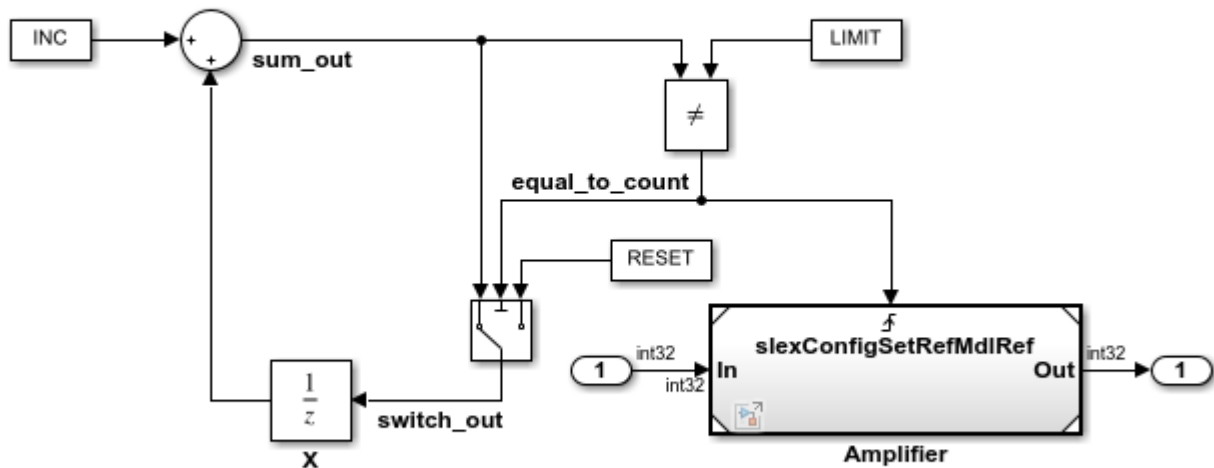 INC
+
+
sum_out
LIMIT
≠
equal_to_count
RESET
slexConfigSetRefMdlRef
1
int32
int32
In
Out
int32
1
1
z
switch_out
X
Amplifier